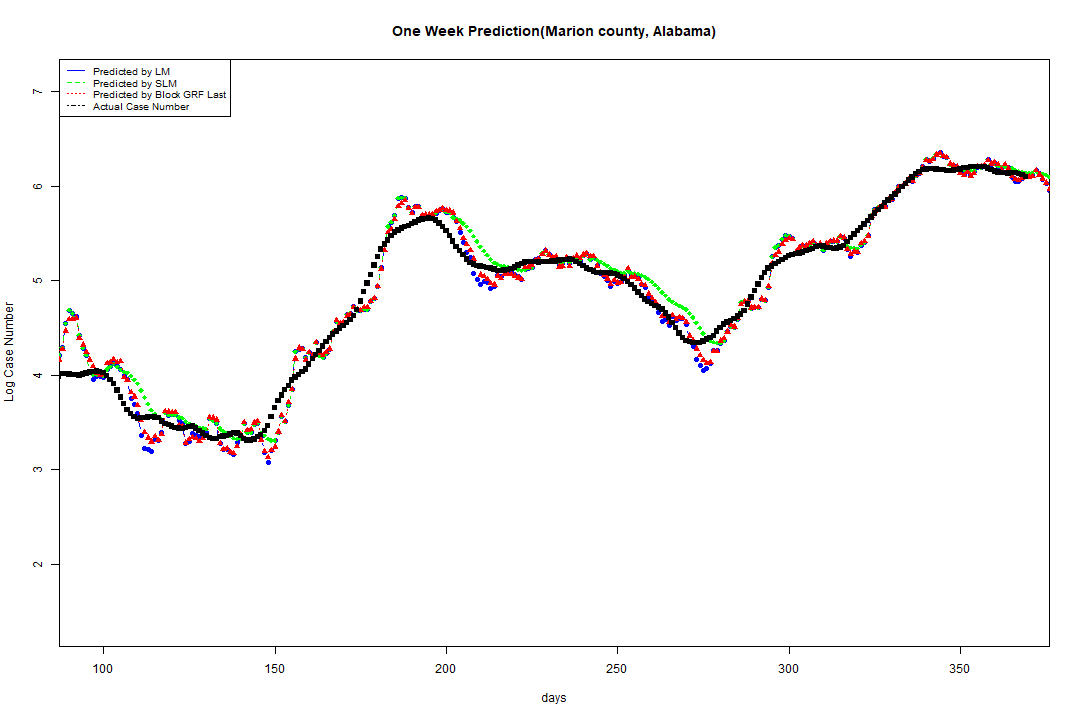 One Week Prediction(Marion county, Alabama)
Predicted by LM
Predicted by SLM
Predicted by Block GRF Last
Actual Case Number
7
6
5
4
3
2
Log Case Number
100 150 200 250 300 350
days